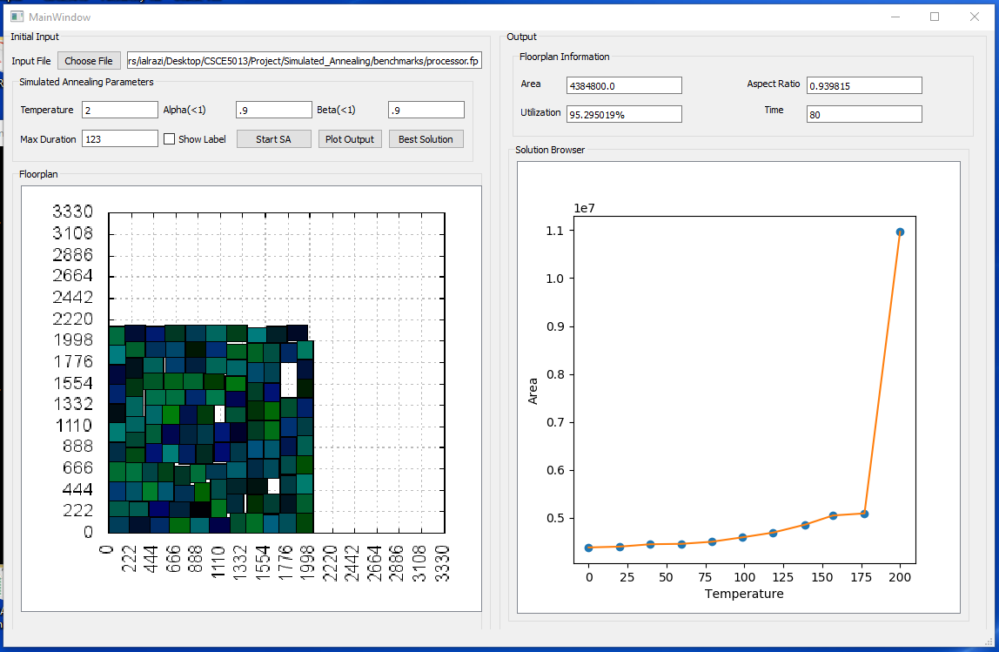 MainWindow
Initial Input
Input File Choose File rs/ialrazi/Desktop/CSCE5013/Project/Simulated_Annealing/benchmarks/processor.fp
Simulated Annealing Parameters
Temperature 2 Alpha(<1) .9 Beta(<1) .9
Max Duration 123 Show Label Start SA Plot Output Best Solution
Floorplan
3330
3108
2886
2664
2442
2220
1998
1776
1554
1332
1110
888
666
444
222
0
0 222 444 666 888 1110 1332 1554 1776 1998 2220 2442 2664 2886 3108 3330
Output
Floorplan Information
Area 4384800.0 Aspect Ratio 0.939815
Utilization 95.295019% Time 80
Solution Browser
1e7
1.1
1.0
0.9
0.8
0.7
0.6
0.5
Area
0 25 50 75 100 125 150 175 200
Temperature